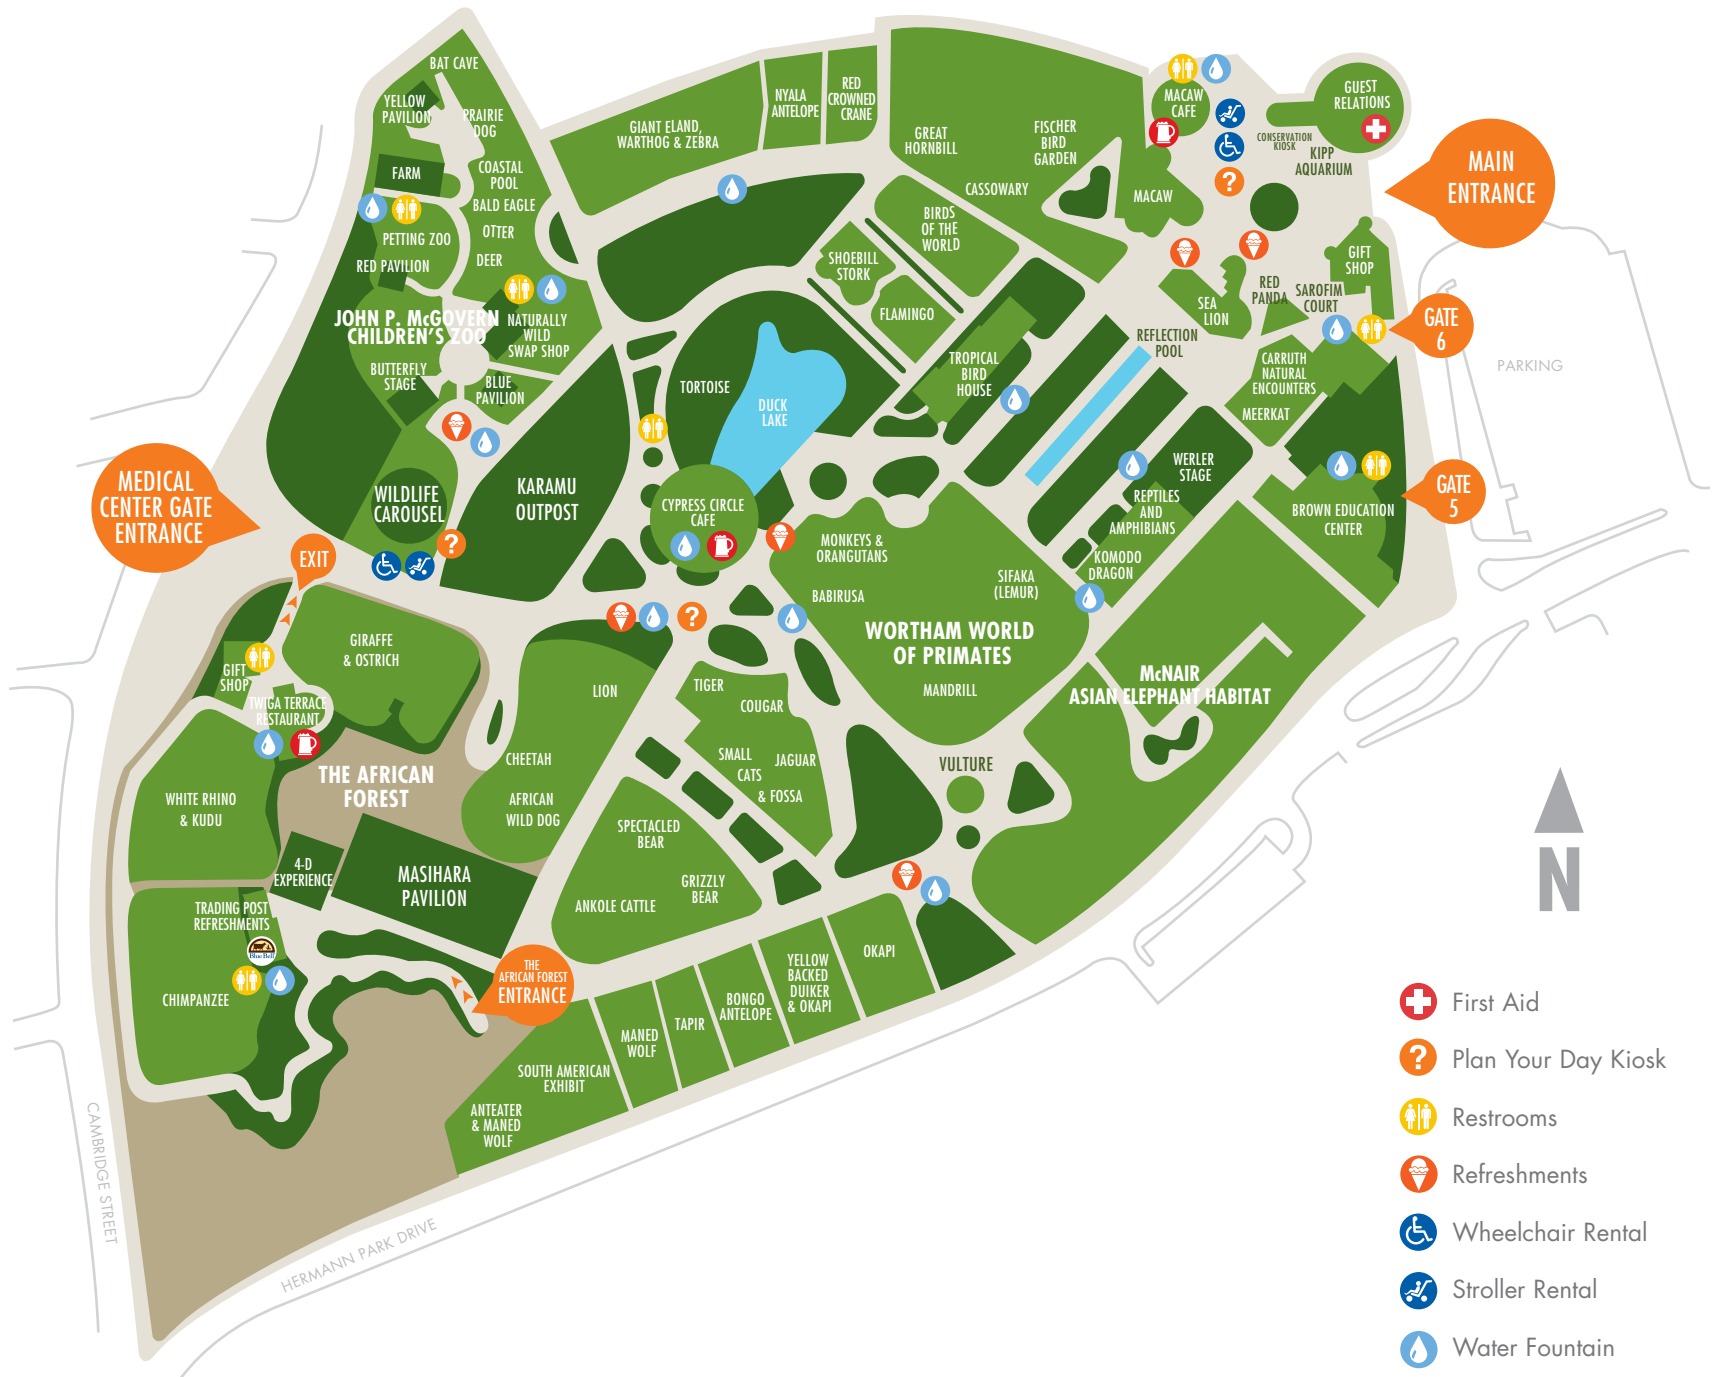 BAT CAVE
YELLOW
PAVILION
PRAIRIE
DOG
FARM
COASTAL
POOL
BALD EAGLE
OTTER
DEER
PETTING ZOO
RED PAVILION
JOHN P. McGOVERN
CHILDREN'S ZOO
NATURALLY
WILD
SWAP SHOP
BUTTERFLY
STAGE
BLUE
PAVILION
WILDLIFE
CAROUSEL
KARAMU
OUTPOST
MEDICAL
CENTER GATE
ENTRANCE
EXIT
GIANT ELAND,
WARTHOG & ZEBRA
NYALA
ANTELOPE
RED
CROWNED
CRANE
GREAT
HORNBILL
FISCHER
BIRD
GARDEN
CASSOWARY
BIRDS
OF THE
WORLD
SHOEBILL
STORK
FLAMINGO
TROPICAL
BIRD
HOUSE
TORTOISE
DUCK
LAKE
CYPRESS CIRCLE
CAFE
MACAW
CAFE
MACAW
GUEST
RELATIONS
CONSERVATION
KIOSK
KIPP
AQUARIUM
MAIN
ENTRANCE
GIFT
SHOP
SEA
LION
RED
PANDA
SAROFIM
COURT
REFLECTION
POOL
CARRUTH
NATURAL
ENCOUNTERS
MEERKAT
GATE
6
PARKING
GATE
5
BROWN EDUCATION
CENTER
WERLER
STAGE
REPTILES
AND
AMPHIBIANS
KOMODO
DRAGON
MONKEYS &
ORANGUTANS
SIFAKA
(LEMUR)
BABIRUSA
WORTHAM WORLD
OF PRIMATES
MANDRILL
McNAIR
ASIAN ELEPHANT HABITAT
VULTURE
GIRAFFE
& OSTRICH
GIFT
SHOP
TWIGA TERRACE
RESTAURANT
THE AFRICAN
FOREST
WHITE RHINO
& KUDU
4-D
EXPERIENCE
MASIHARA
PAVILION
TRADING POST
REFRESHMENTS
Blue Bell
CHIMPANZEE
THE
AFRICAN FOREST
ENTRANCE
LION
CHEETAH
AFRICAN
WILD DOG
TIGER
COUGAR
SMALL
CATS
JAGUAR
& FOSSA
SPECTACLED
BEAR
GRIZZLY
BEAR
ANKOLE CATTLE
OKAPI
YELLOW
BACKED
DUIKER
& OKAPI
BONGO
ANTELOPE
TAPIR
MANED
WOLF
SOUTH AMERICAN
EXHIBIT
ANTEATER
& MANED
WOLF
CAMBRIDGE STREET
HERMANN PARK DRIVE
N
First Aid
? Plan Your Day Kiosk
Restrooms
Refreshments
Wheelchair Rental
Stroller Rental
Water Fountain